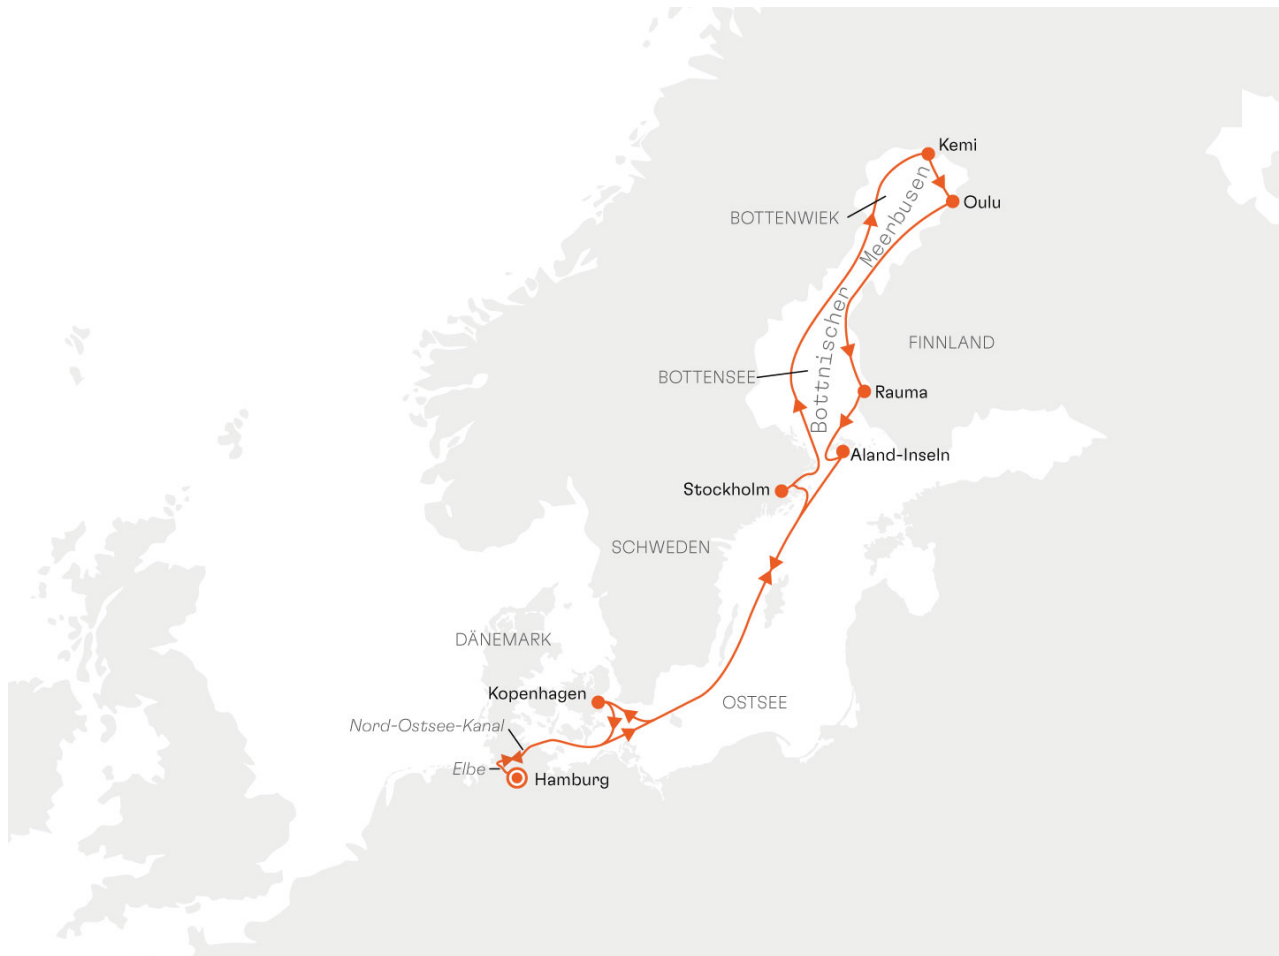 Kemi
Oulu
BOTTENWIEK
Bottnischer Meerbusen
FINNLAND
BOTTENSEE
Rauma
Aland-Inseln
Stockholm
SCHWEDEN
DÄNEMARK
Kopenhagen
OSTSEE
Nord-Ostsee-Kanal
Elbe
Hamburg